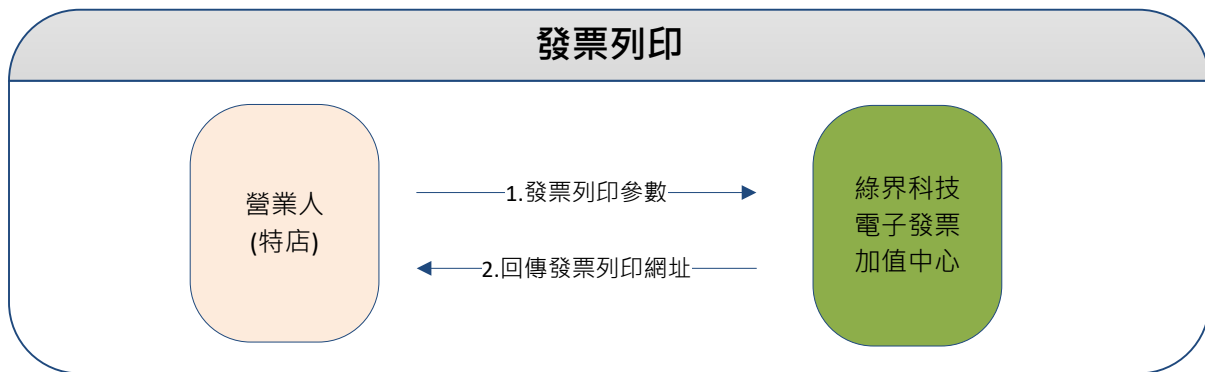 發票列印
營業人
(特店)
1.發票列印參數
2.回傳發票列印網址
綠界科技
電子發票
加值中心